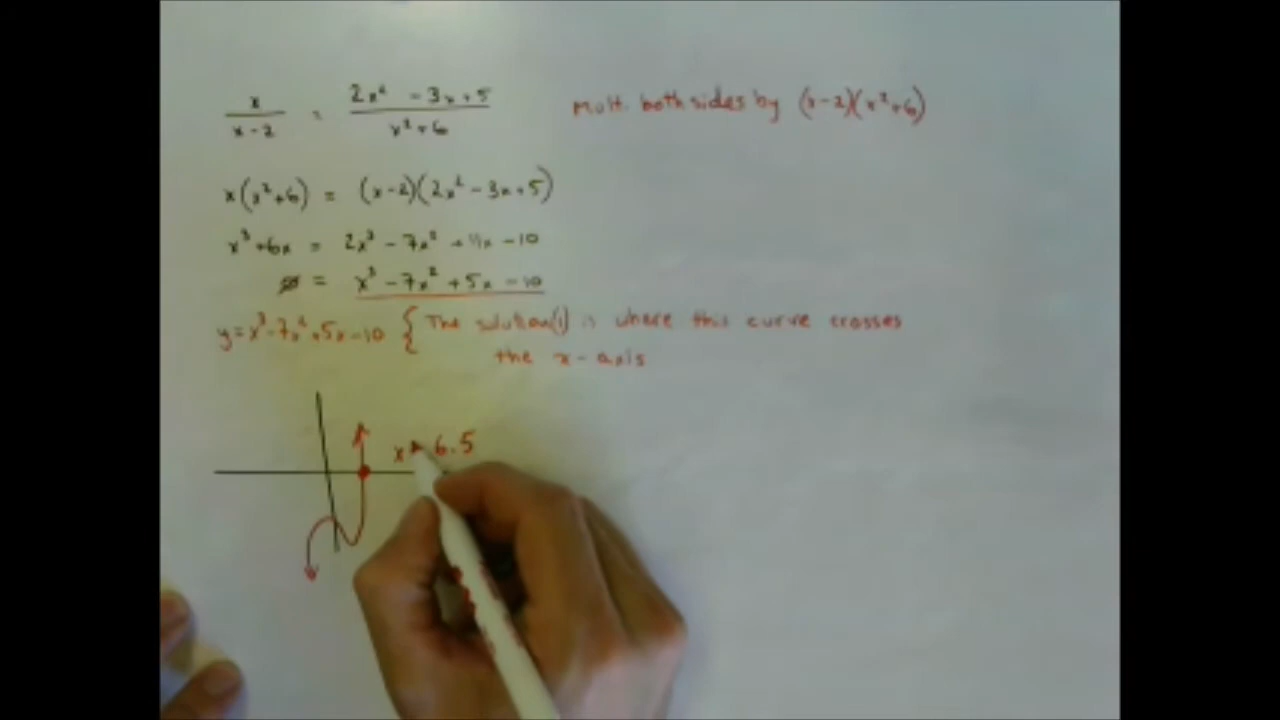 x/(x-2) = (2x² - 3x + 5)/(x² + 6) Mult. both sides by (x-2)(x²+6)
x(x²+6) = (x-2)(2x² - 3x + 5)
x³ + 6x = 2x³ - 7x² + 11x - 10
0 = x³ - 7x² + 5x - 10
y = x³ - 7x² + 5x - 10 { The solution(s) is where this curve crosses
the x-axis
x 6.5